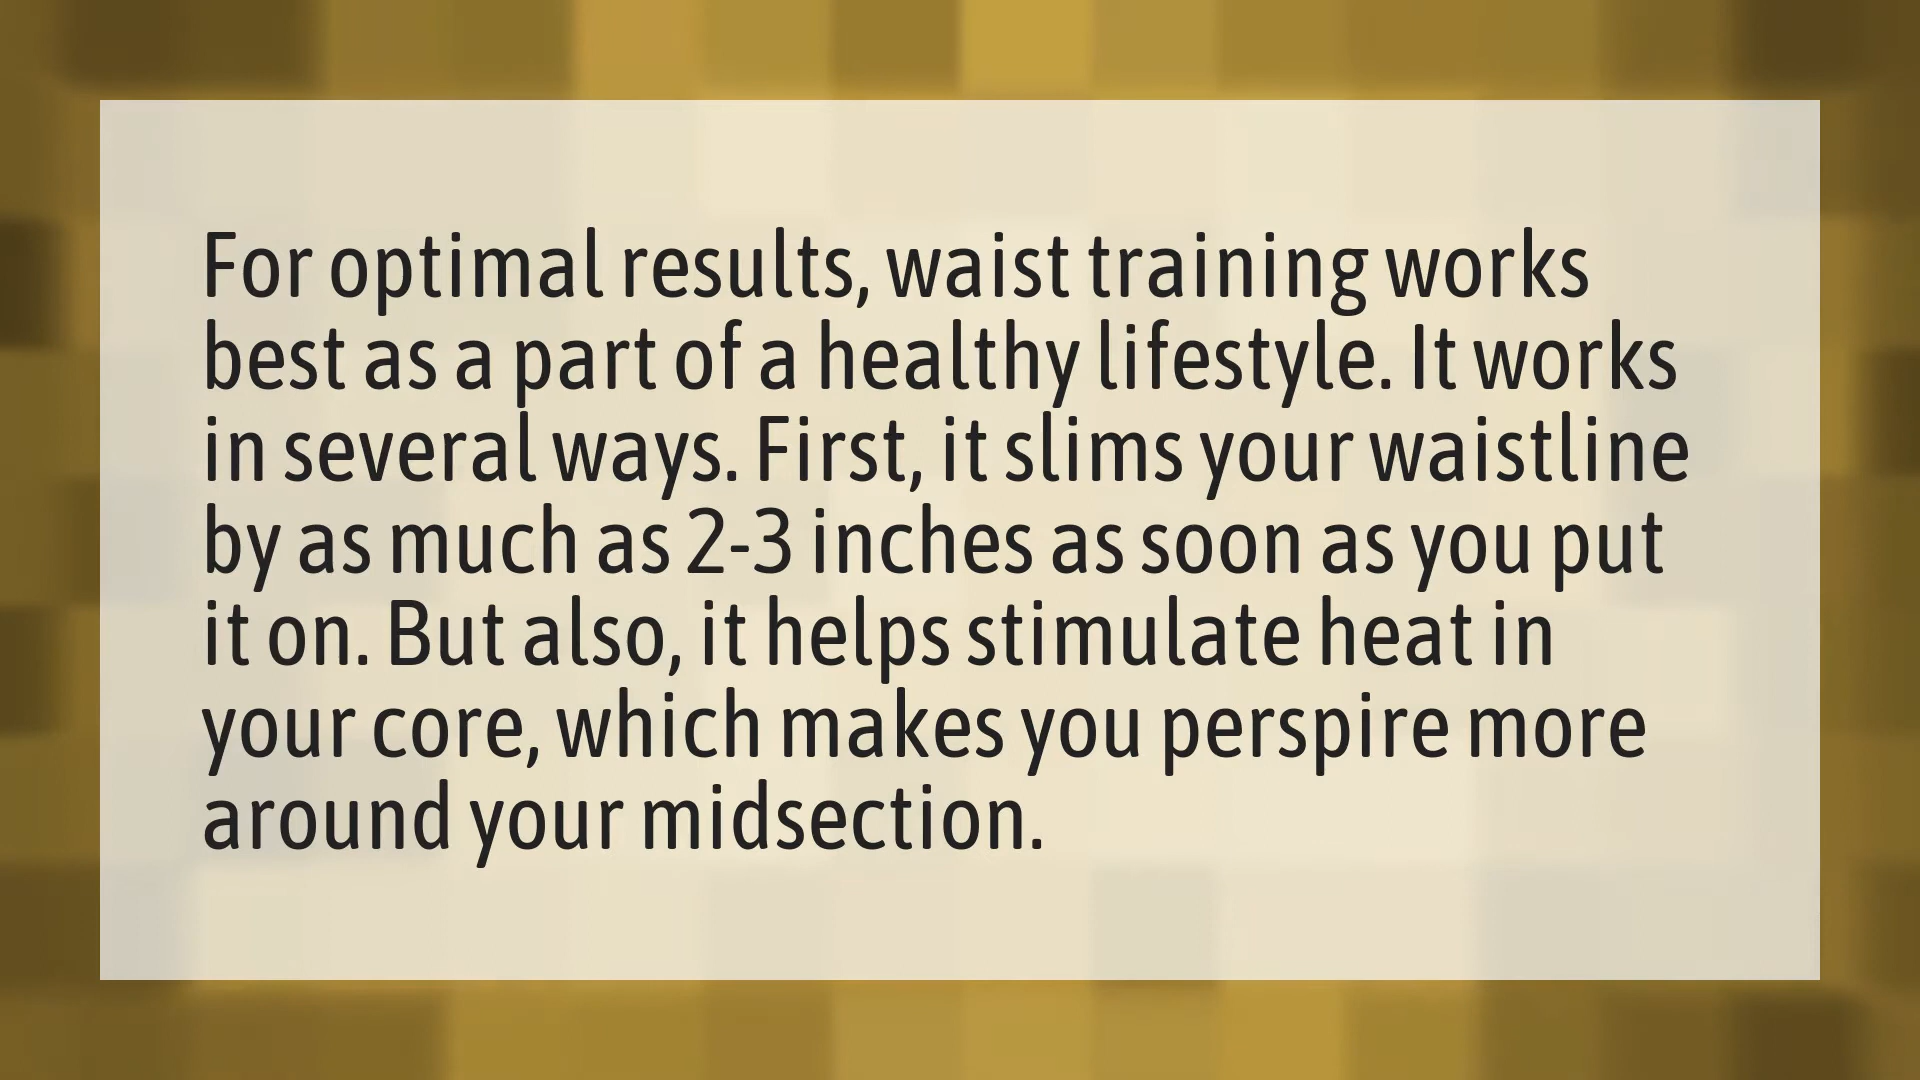 For optimal results, waist training works
best as a part of a healthy lifestyle. It works
in several ways. First, it slims your waistline
by as much as 2-3 inches as soon as you put
it on. But also, it helps stimulate heat in
your core, which makes you perspire more
around your midsection.